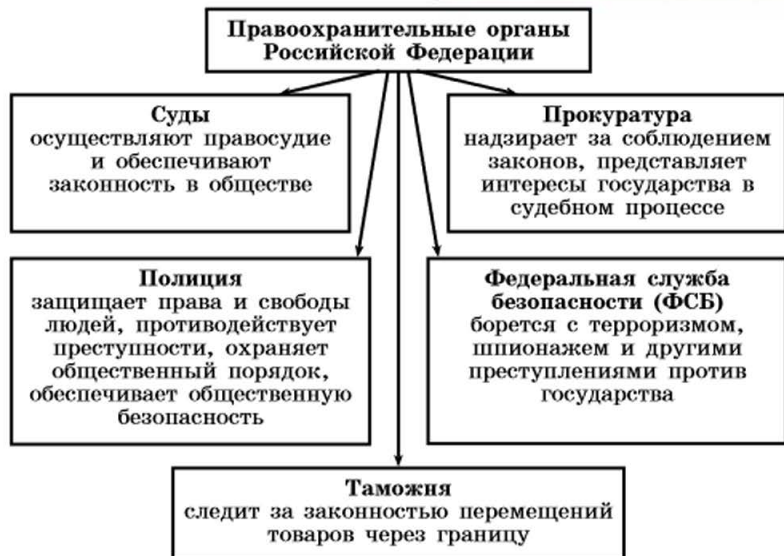 Правоохранительные органы
Российской Федерации
Суды
осуществляют правосудие
и обеспечивают
законность в обществе
Прокуратура
надзирает за соблюдением
законов, представляет
интересы государства в
судебном процессе
Полиция
защищает права и свободы
людей, противодействует
преступности, охраняет
общественный порядок,
обеспечивает общественную
безопасность
Федеральная служба
безопасности (ФСБ)
борется с терроризмом,
шпионажем и другими
преступлениями против
государства
Таможня
следит за законностью перемещений
товаров через границу